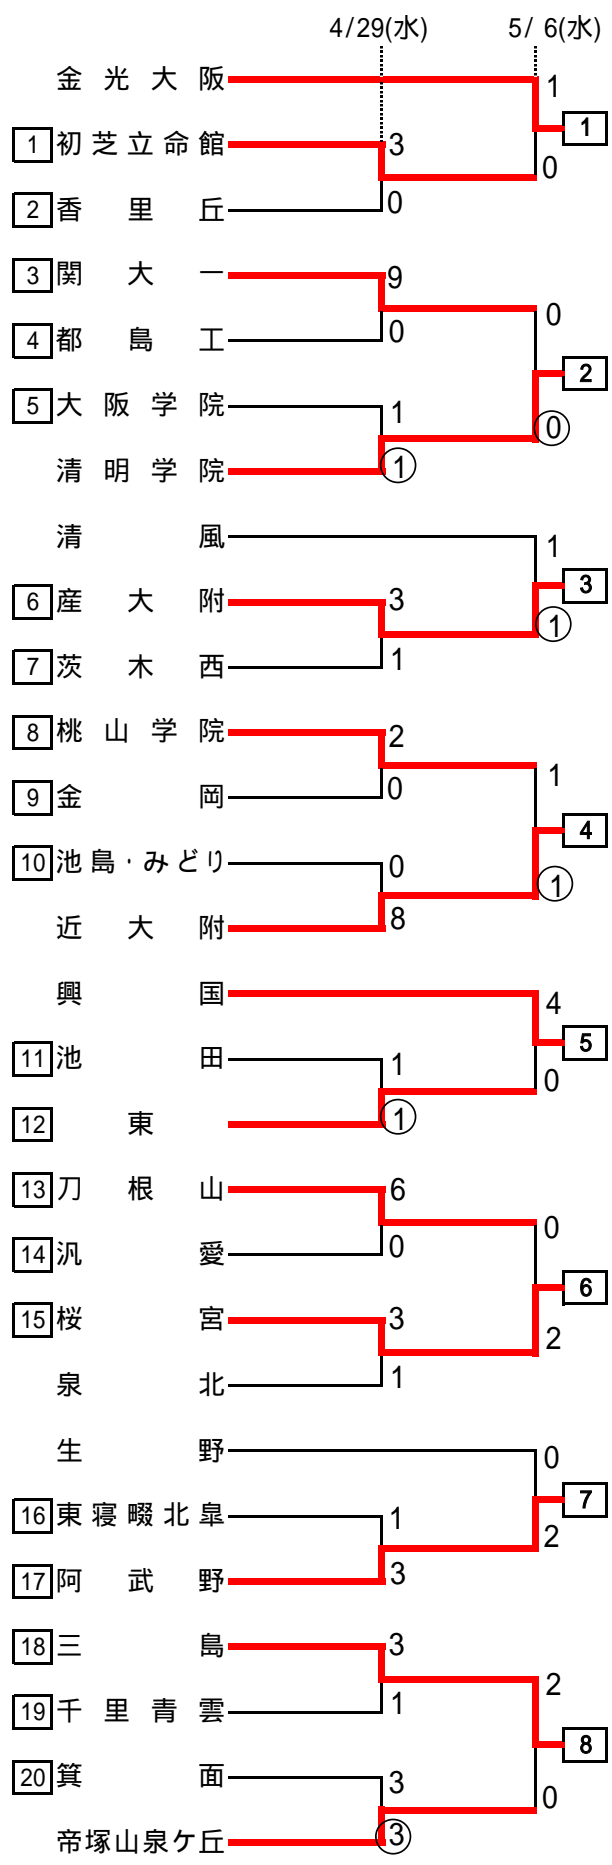 4/29(水) 5/ 6(水)
金光大阪 1
1
1 初芝立命館 3
0
2 香里丘 0
3 関大一 9
0
4 都島工 0
2
5 大阪学院 1
0
清明学院 1
清風 1
3
6 産大附 3
1
7 茨木西 1
8 桃山学院 2
1
9 金岡 0
4
10 池島・みどり 0
1
近大附 8
興国 4
5
11 池田 1
0
12 東 1
13 刀根山 6
0
14 汎愛 0
6
15 桜宮 3
2
泉北 1
生野 0
7
16 東寝畷北皐 1
2
17 阿武野 3
18 三島 3
2
19 千里青雲 1
8
20 箕面 3
0
帝塚山泉ケ丘 3